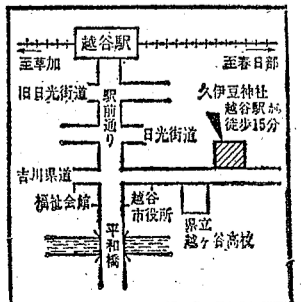 越谷駅
至草加
至春日部
旧日光街道
駅前通り
久伊豆神社
越谷駅から
徒歩15分
日光街道
吉川県道
福祉会館
越谷
市役所
県立
越ヶ谷高校
平和橋